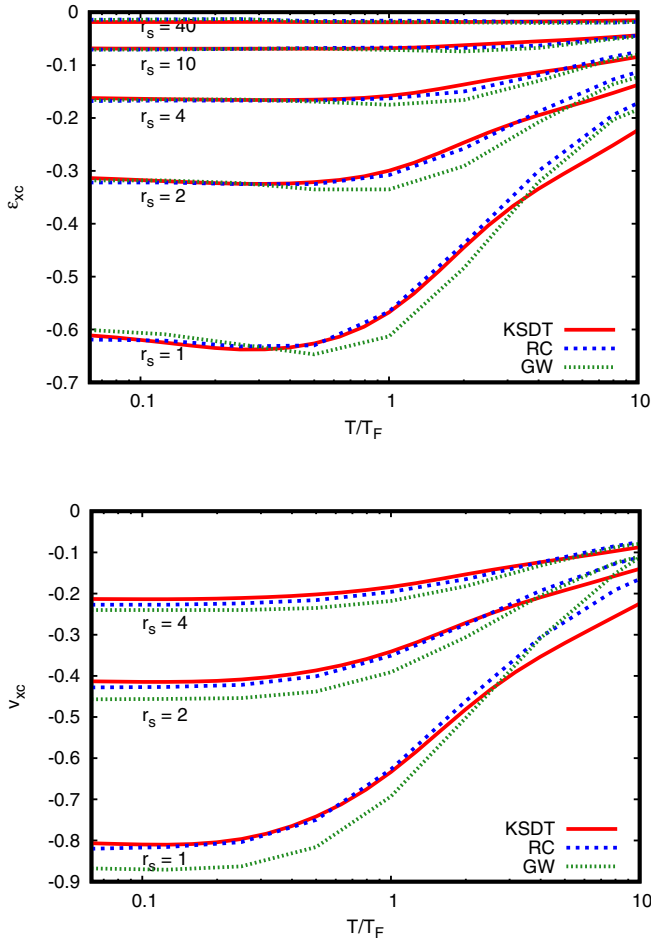 0
-0.1
-0.2
-0.3
-0.4
-0.5
-0.6
-0.7
ε_xc
r_s = 40
r_s = 10
r_s = 4
r_s = 2
r_s = 1
KSDT
RC
GW
0.1
1
10
T/T_F
0
-0.1
-0.2
-0.3
-0.4
-0.5
-0.6
-0.7
-0.8
-0.9
v_xc
r_s = 4
r_s = 2
r_s = 1
KSDT
RC
GW
0.1
1
10
T/T_F